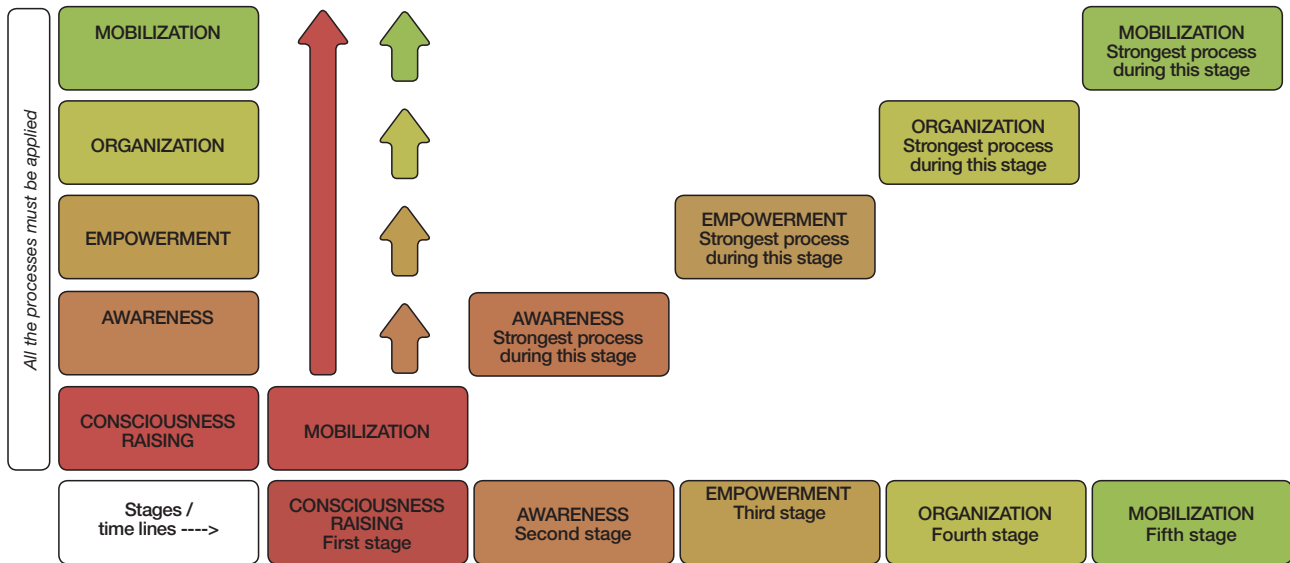 All the processes must be applied
MOBILIZATION
MOBILIZATION
Strongest process
during this stage
ORGANIZATION
ORGANIZATION
Strongest process
during this stage
EMPOWERMENT
EMPOWERMENT
Strongest process
during this stage
AWARENESS
AWARENESS
Strongest process
during this stage
CONSCIOUSNESS
RAISING
MOBILIZATION
Stages /
time lines ---->
CONSCIOUSNESS
RAISING
First stage
AWARENESS
Second stage
EMPOWERMENT
Third stage
ORGANIZATION
Fourth stage
MOBILIZATION
Fifth stage